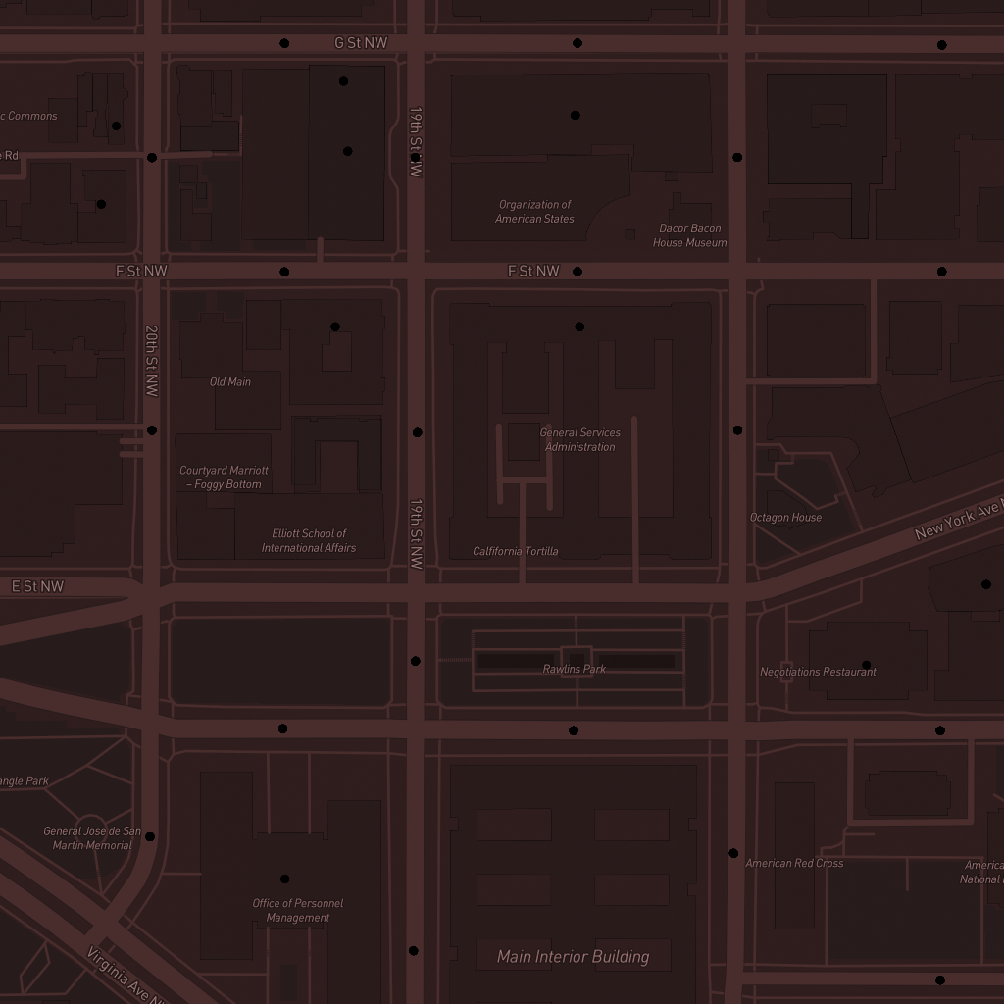 G St NW
19th St NW
c Commons
e Rd
Organization of
American States
Dacor Bacon
House Museum
F St NW
F St NW
20th St NW
Old Main
General Services
Administration
Courtyard Marriott
– Foggy Bottom
19th St NW
Octagon House
New York Ave N
Elliott School of
International Affairs
Calfifornia Tortilla
E St NW
Rawlins Park
Negotiations Restaurant
angle Park
General Jose de San
Martin Memorial
American Red Cross
America
National
Office of Personnel
Management
Main Interior Building
Virginia Ave NW